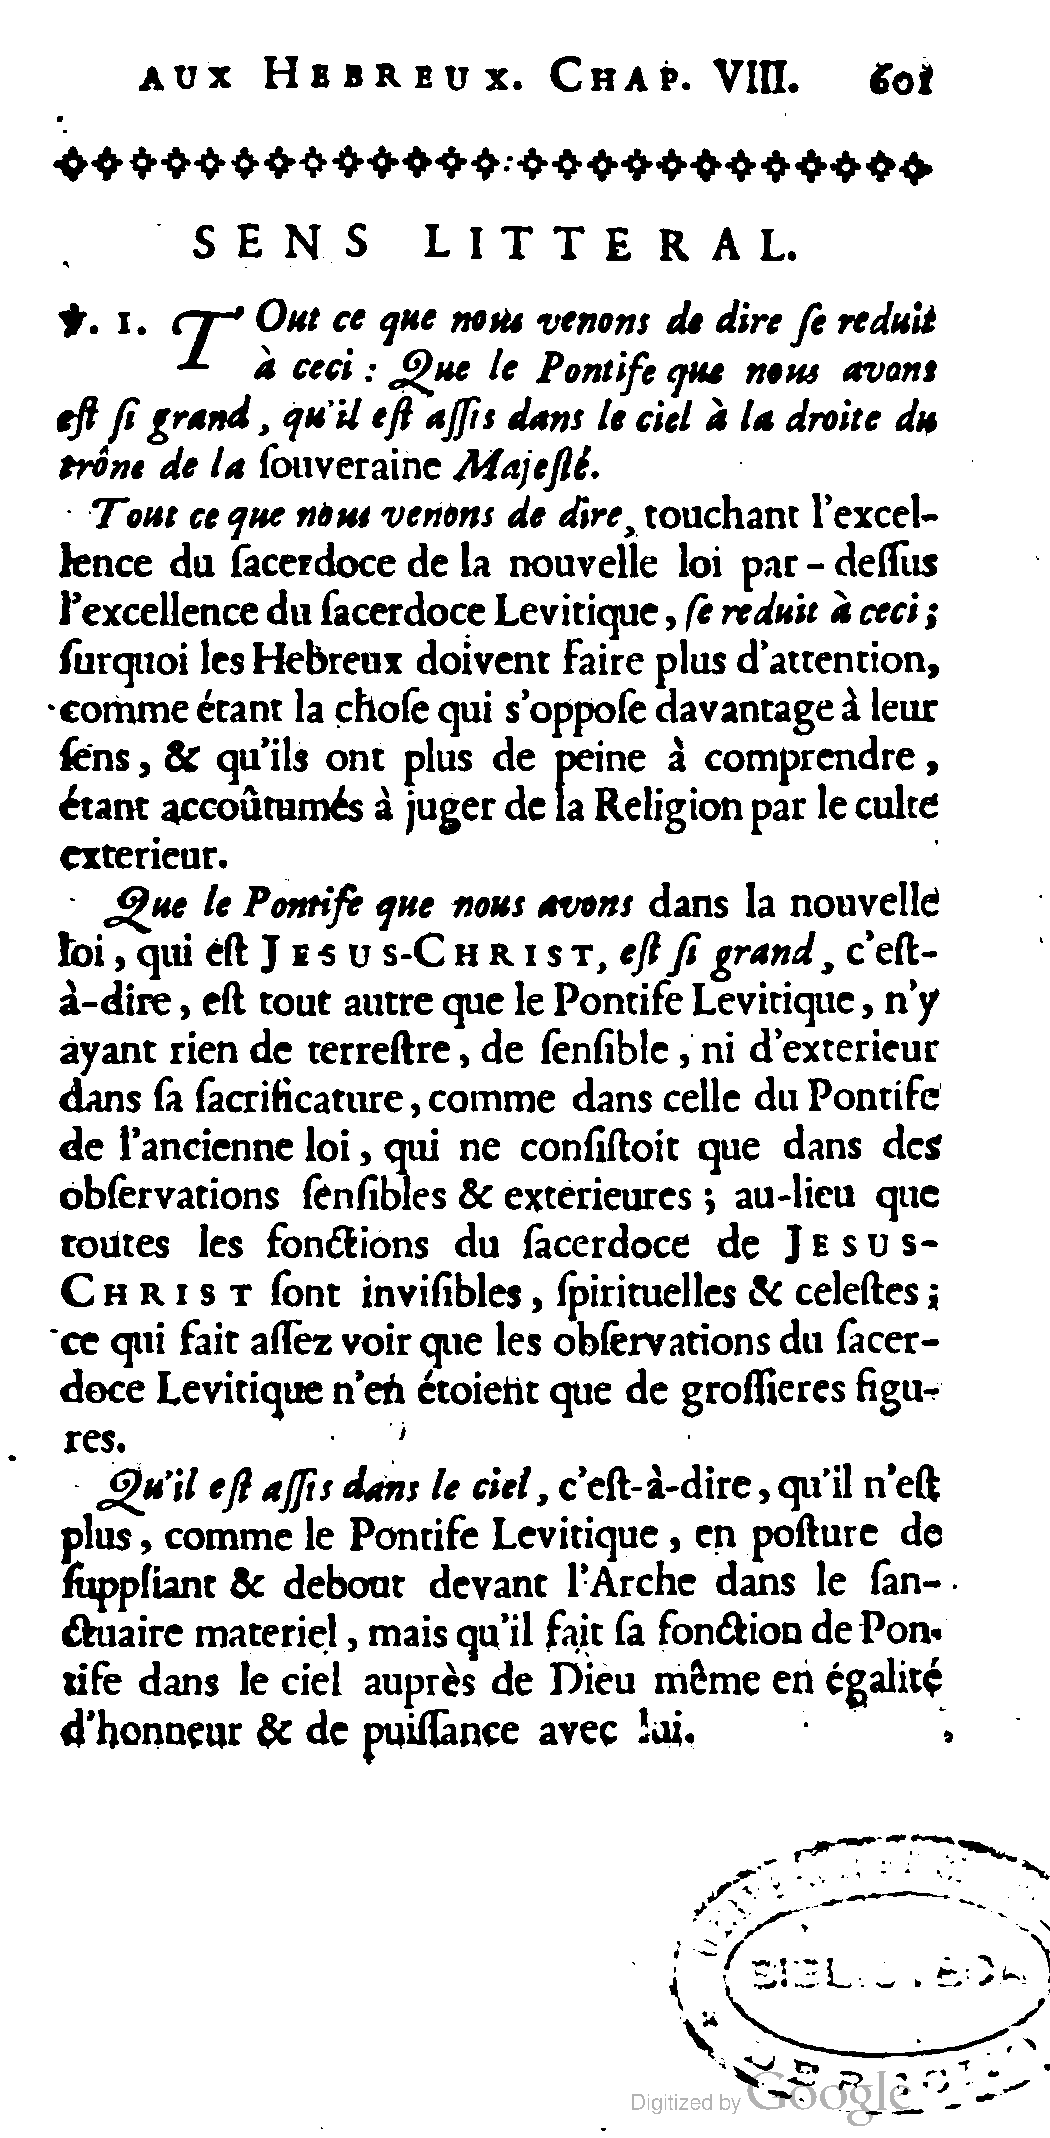 AUX HEBREUX. CHAP. VIII. 601
SENS LITTERAL.
℣. 1. TOut ce que nous venons de dire ſe reduit
à ceci : Que le Pontife que nous avons
eſt ſi grand, qu'il eſt aſſis dans le ciel à la droite du
trône de la ſouveraine Majeſté.
Tout ce que nous venons de dire, touchant l'excel-
lence du ſacerdoce de la nouvelle loi par-deſſus
l'excellence du ſacerdoce Levitique, ſe reduit à ceci;
ſurquoi les Hebreux doivent faire plus d'attention,
comme étant la choſe qui s'oppoſe davantage à leur
ſens, & qu'ils ont plus de peine à comprendre,
étant accoûtumés à juger de la Religion par le culte
exterieur.
Que le Pontife que nous avons dans la nouvelle
loi, qui eſt JESUS-CHRIST, eſt ſi grand, c'eſt-
à-dire, eſt tout autre que le Pontife Levitique, n'y
ayant rien de terreſtre, de ſenſible, ni d'exterieur
dans ſa ſacrificature, comme dans celle du Pontife
de l'ancienne loi, qui ne conſiſtoit que dans des
obſervations ſenſibles & exterieures; au-lieu que
toutes les fonctions du ſacerdoce de JESUS-
CHRIST ſont inviſibles, ſpirituelles & celeſtes;
ce qui fait aſſez voir que les obſervations du ſacer-
doce Levitique n'en étoient que de groſſieres figu-
res.
Qu'il eſt aſſis dans le ciel, c'eſt-à-dire, qu'il n'eſt
plus, comme le Pontife Levitique, en poſture de
ſuppliant & debout devant l'Arche dans le ſan-
ctuaire materiel, mais qu'il fait ſa fonction de Pon-
tife dans le ciel auprès de Dieu même en égalité
d'honneur & de puiſſance avec lui.
BIBLIOTECA
Digitized by Google